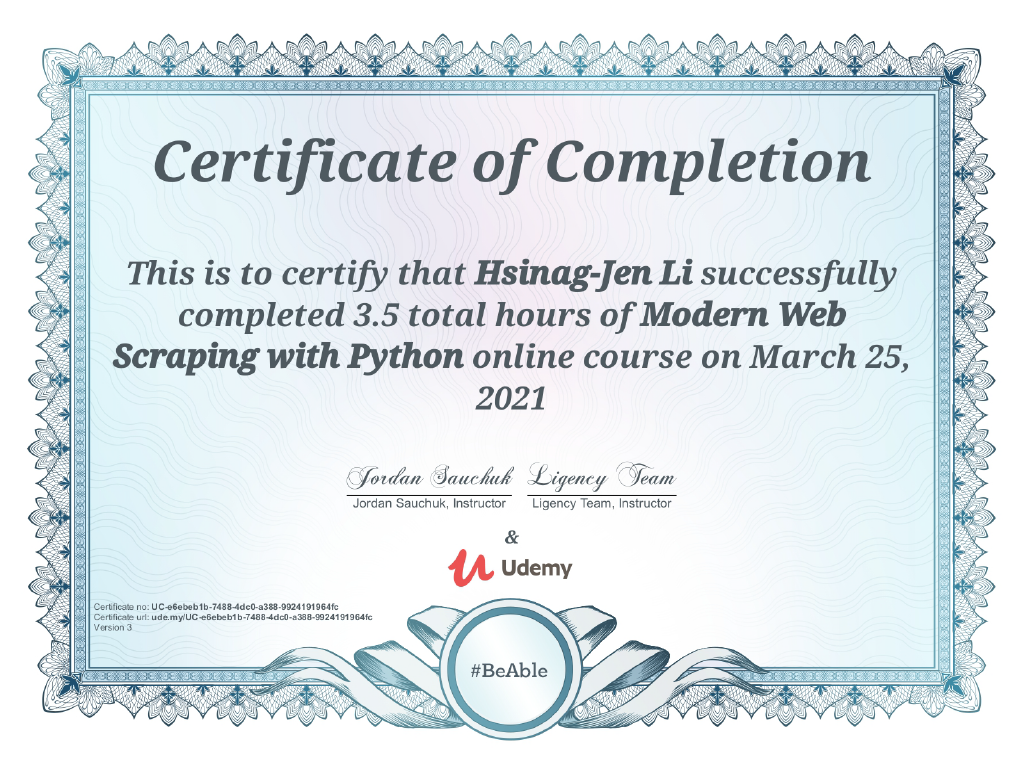 Certificate of Completion
This is to certify that Hsinag-Jen Li successfully
completed 3.5 total hours of Modern Web
Scraping with Python online course on March 25,
2021
Jordan Sauchuk Ligency Team
Jordan Sauchuk, Instructor Ligency Team, Instructor
&
Udemy
Certificate no: UC-e6ebeb1b-7488-4dc0-a388-9924191964fc
Certificate url: ude.my/UC-e6ebeb1b-7488-4dc0-a388-9924191964fc
Version 3
#BeAble